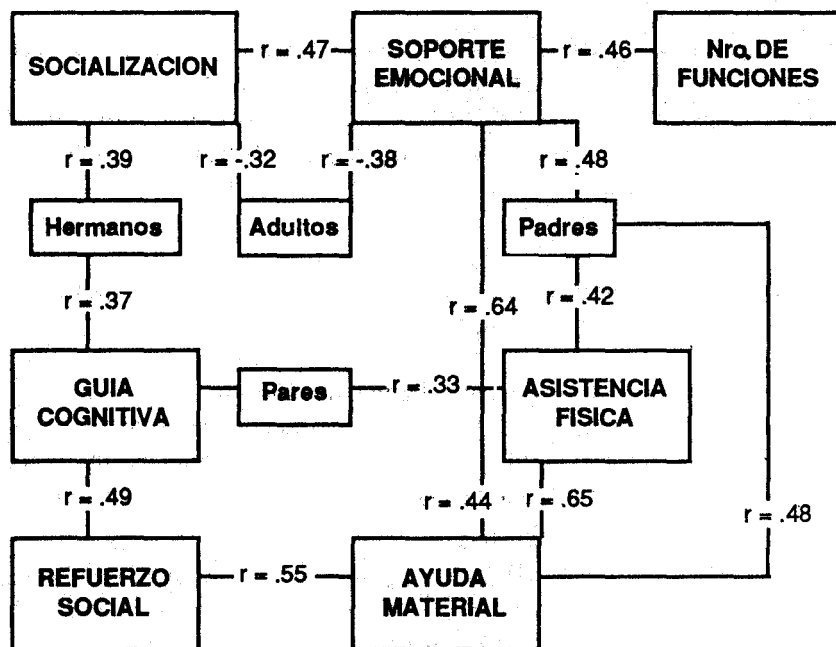 SOCIALIZACION
r = .47
SOPORTE
EMOCIONAL
r = .46
Nro. DE
FUNCIONES
r = .39
r = -.32
r = -.38
r = .48
Hermanos
Adultos
Padres
r = .37
r = .64
r = .42
GUIA
COGNITIVA
Pares
r = .33
ASISTENCIA
FISICA
r = .49
r = .44
r = .65
r = .48
REFUERZO
SOCIAL
r = .55
AYUDA
MATERIAL